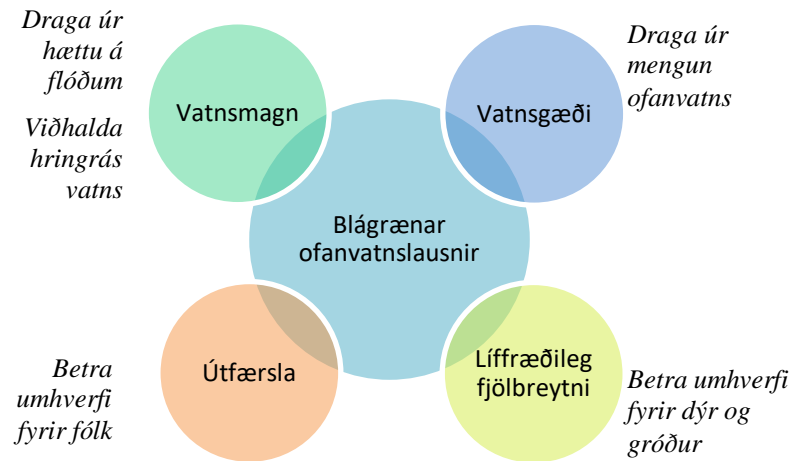 Draga úr
hættu á
flóðum
Viðhalda
hringrás
vatns
Vatnsmagn
Vatnsgæði
Draga úr
mengun
ofanvatns
Blágrænar
ofanvatnslausnir
Betra
umhverfi
fyrir fólk
Útfærsla
Líffræðileg
fjölbreytni
Betra umhverfi
fyrir dýr og
gróður